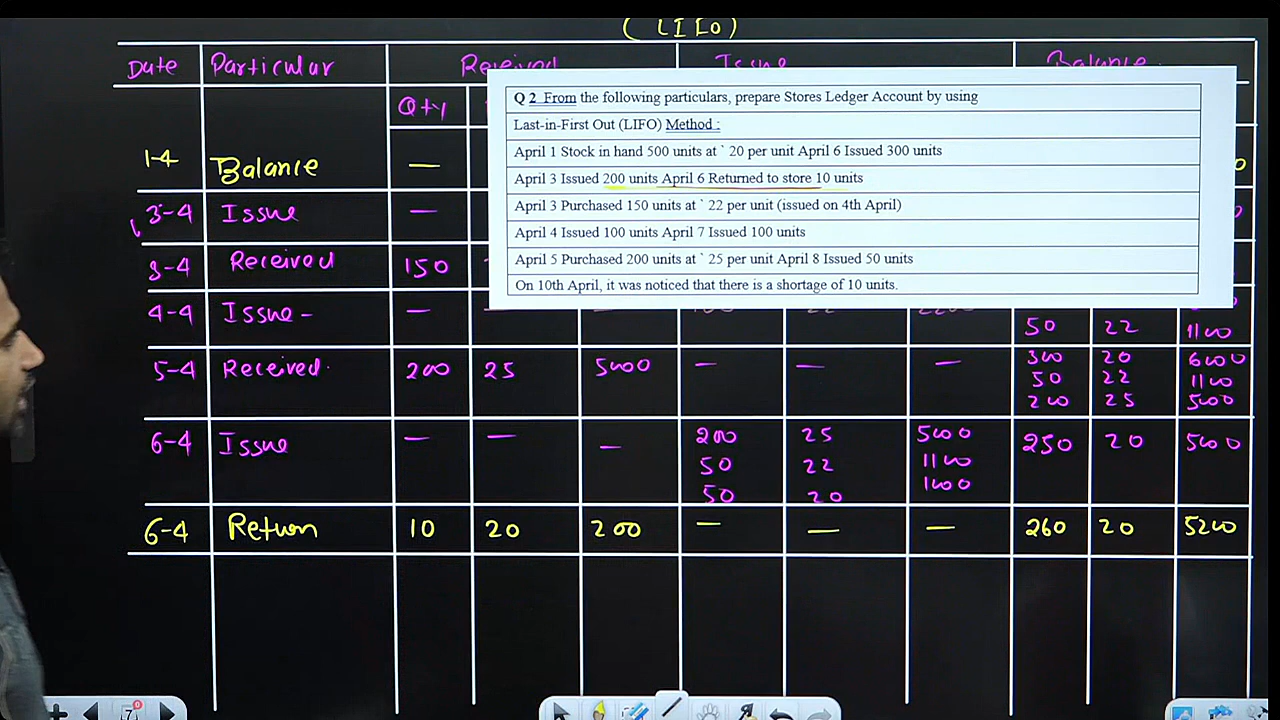 (LIFO)
Date Particular Received Issue Balance
Qty
Q 2 From the following particulars, prepare Stores Ledger Account by using
Last-in-First Out (LIFO) Method :
April 1 Stock in hand 500 units at ` 20 per unit April 6 Issued 300 units
April 3 Issued 200 units April 6 Returned to store 10 units
April 3 Purchased 150 units at ` 22 per unit (issued on 4th April)
April 4 Issued 100 units April 7 Issued 100 units
April 5 Purchased 200 units at ` 25 per unit April 8 Issued 50 units
On 10th April, it was noticed that there is a shortage of 10 units.
1-4 Balance —
3-4 Issue —
3-4 Received 150
4-4 Issue - —
50 22 1100
5-4 Received. 200 25 5000 — — — 300 20 6000
50 22 1100
200 25 5000
6-4 Issue — — — 200 25 5000 250 20 5000
50 22 1100
50 20 1000
6-4 Return 10 20 200 — — — 260 20 5200